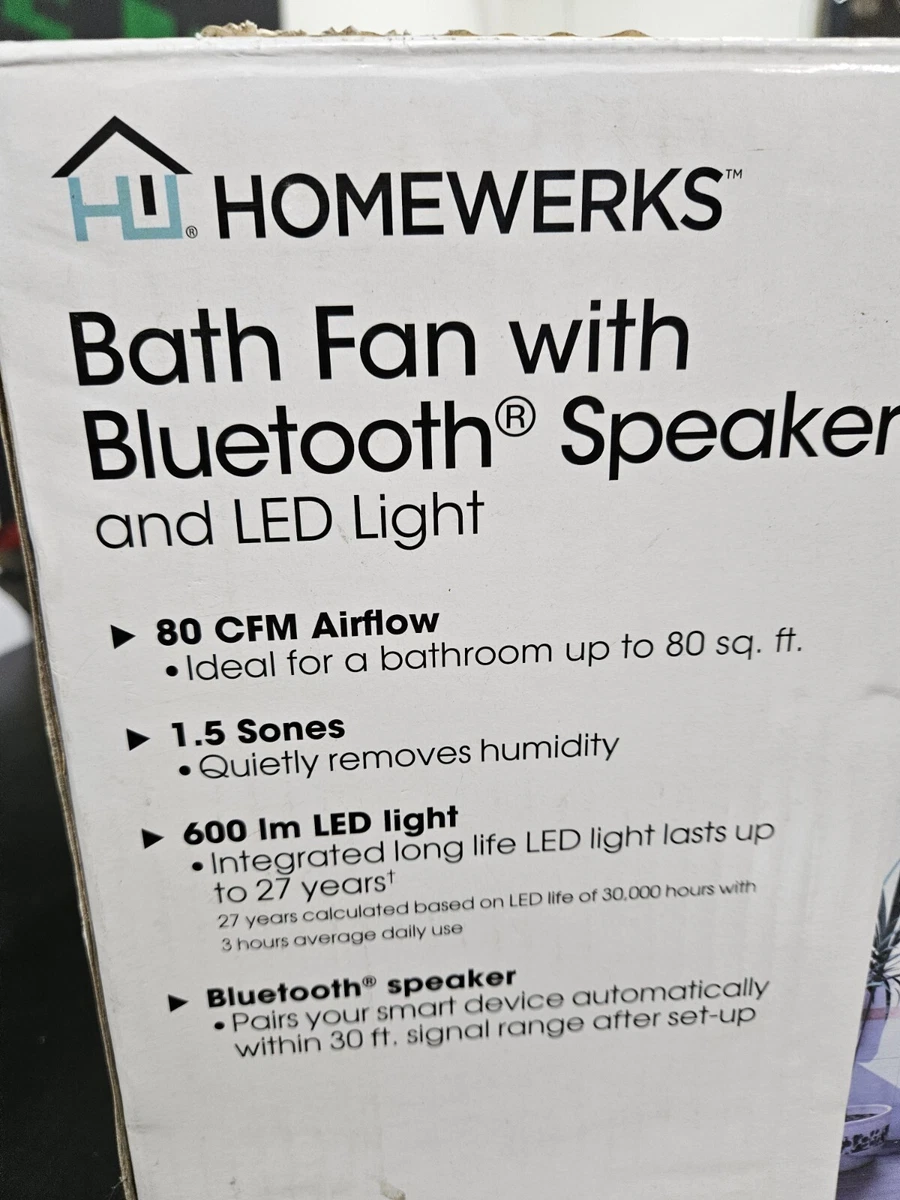 HW® HOMEWERKS™
Bath Fan with
Bluetooth® Speaker
and LED Light
▶ 80 CFM Airflow
• Ideal for a bathroom up to 80 sq. ft.
▶ 1.5 Sones
• Quietly removes humidity
▶ 600 lm LED light
• Integrated long life LED light lasts up
to 27 years†
27 years calculated based on LED life of 30,000 hours with
3 hours average daily use
▶ Bluetooth® speaker
• Pairs your smart device automatically
within 30 ft. signal range after set-up